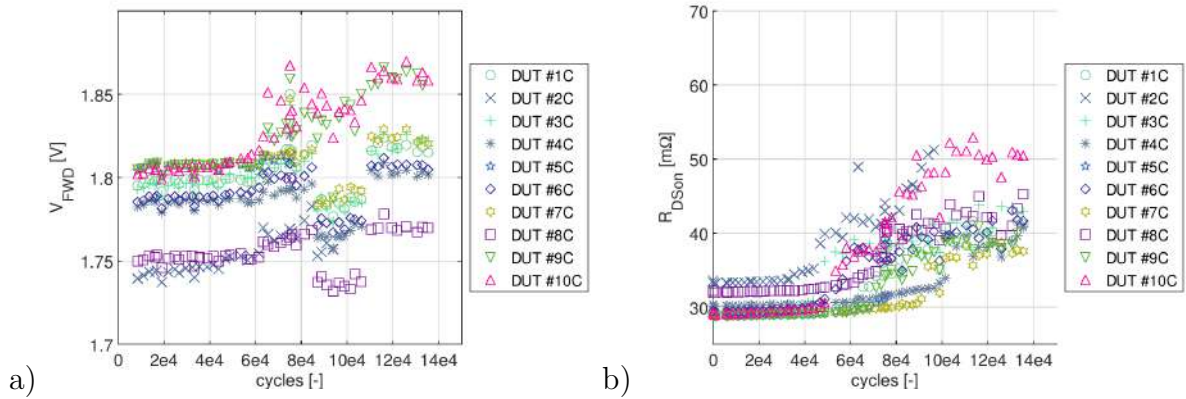 1.85
1.8
1.75
1.7
V_FWD [V]
0 2e4 4e4 6e4 8e4 10e4 12e4 14e4
cycles [-]
DUT #1C
DUT #2C
DUT #3C
DUT #4C
DUT #5C
DUT #6C
DUT #7C
DUT #8C
DUT #9C
DUT #10C
a)
70
60
50
40
30
R_DSon [mΩ]
0 2e4 4e4 6e4 8e4 10e4 12e4 14e4
cycles [-]
DUT #1C
DUT #2C
DUT #3C
DUT #4C
DUT #5C
DUT #6C
DUT #7C
DUT #8C
DUT #9C
DUT #10C
b)